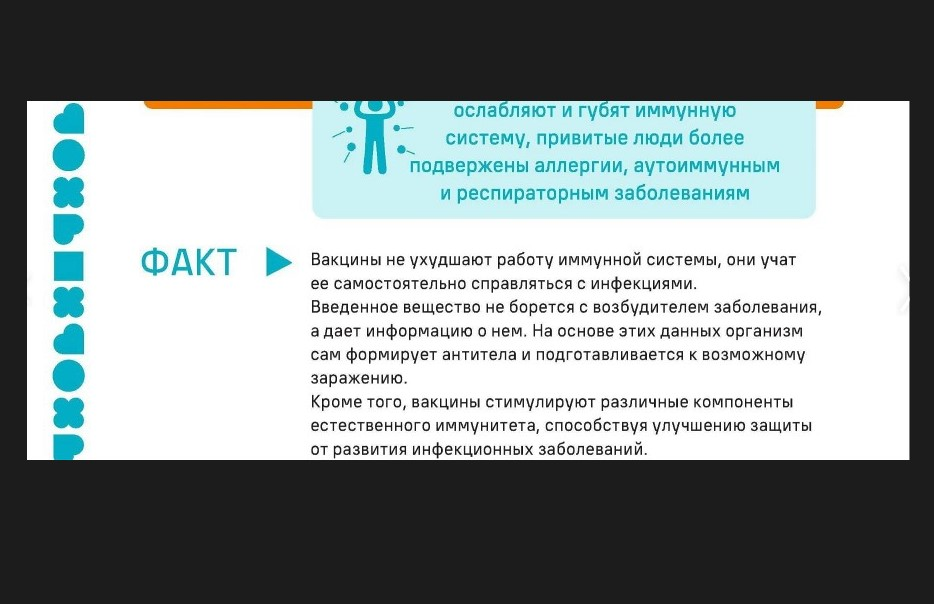 ослабляют и губят иммунную
систему, привитые люди более
подвержены аллергии, аутоиммунным
и респираторным заболеваниям
ФАКТ
Вакцины не ухудшают работу иммунной системы, они учат
ее самостоятельно справляться с инфекциями.
Введенное вещество не борется с возбудителем заболевания,
а дает информацию о нем. На основе этих данных организм
сам формирует антитела и подготавливается к возможному
заражению.
Кроме того, вакцины стимулируют различные компоненты
естественного иммунитета, способствуя улучшению защиты
от развития инфекционных заболеваний.